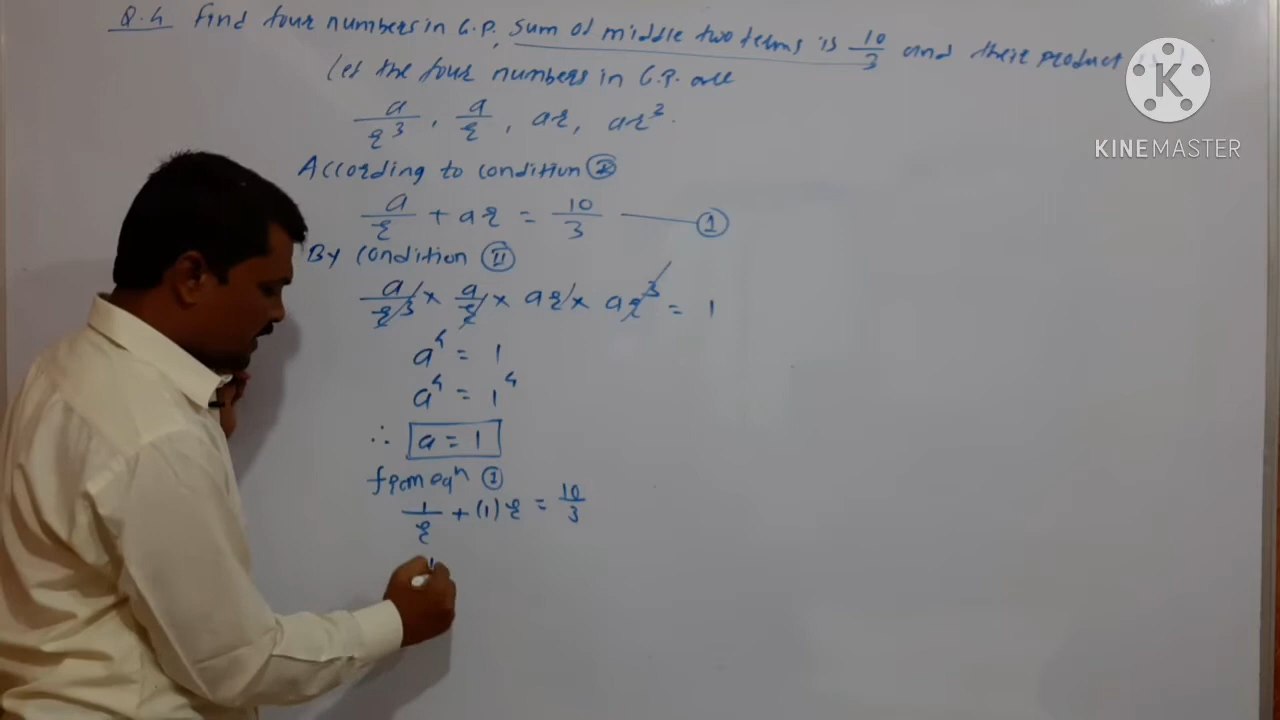 Q.4 Find four numbers in G.P. sum of middle two terms is 10/3 and their product is 1
Let the four numbers in G.P. are
a/r³, a/r, ar, ar³.
According to condition Ⓘ
a/r + ar = 10/3 —— ①
By condition Ⓘ︎Ⓘ
a/r³ × a/r × ar × ar³ = 1
a⁴ = 1
a⁴ = 1⁴
∴ a = 1
from eqⁿ ①
1/r + (1)r = 10/3
K
KINEMASTER